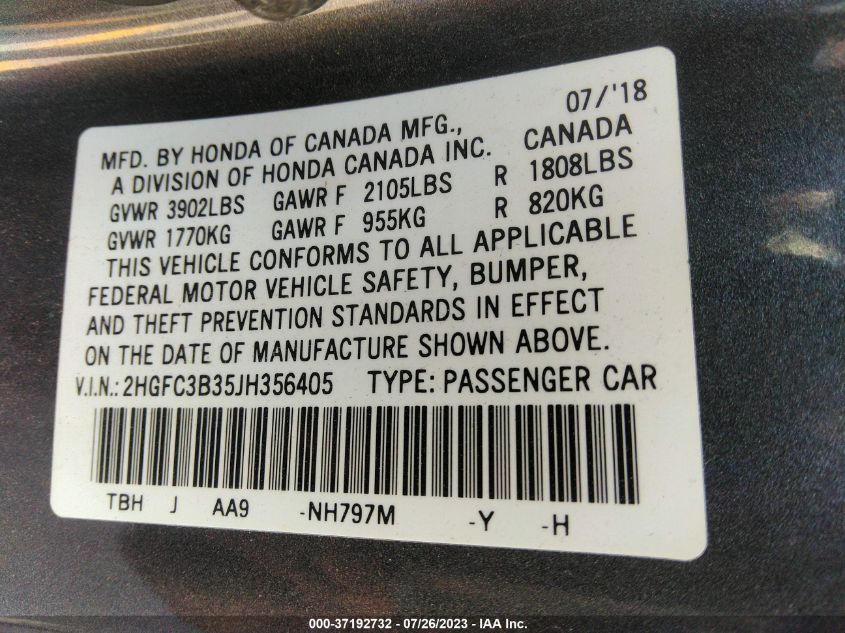 07/'18
MFD. BY HONDA OF CANADA MFG., CANADA
A DIVISION OF HONDA CANADA INC.
GVWR 3902LBS GAWR F 2105LBS R 1808LBS
GVWR 1770KG GAWR F 955KG R 820KG
THIS VEHICLE CONFORMS TO ALL APPLICABLE
FEDERAL MOTOR VEHICLE SAFETY, BUMPER,
AND THEFT PREVENTION STANDARDS IN EFFECT
ON THE DATE OF MANUFACTURE SHOWN ABOVE.
V.I.N.: 2HGFC3B35JH356405 TYPE: PASSENGER CAR
TBH J AA9 -NH797M -Y -H
000-37192732 - 07/26/2023 - IAA Inc.